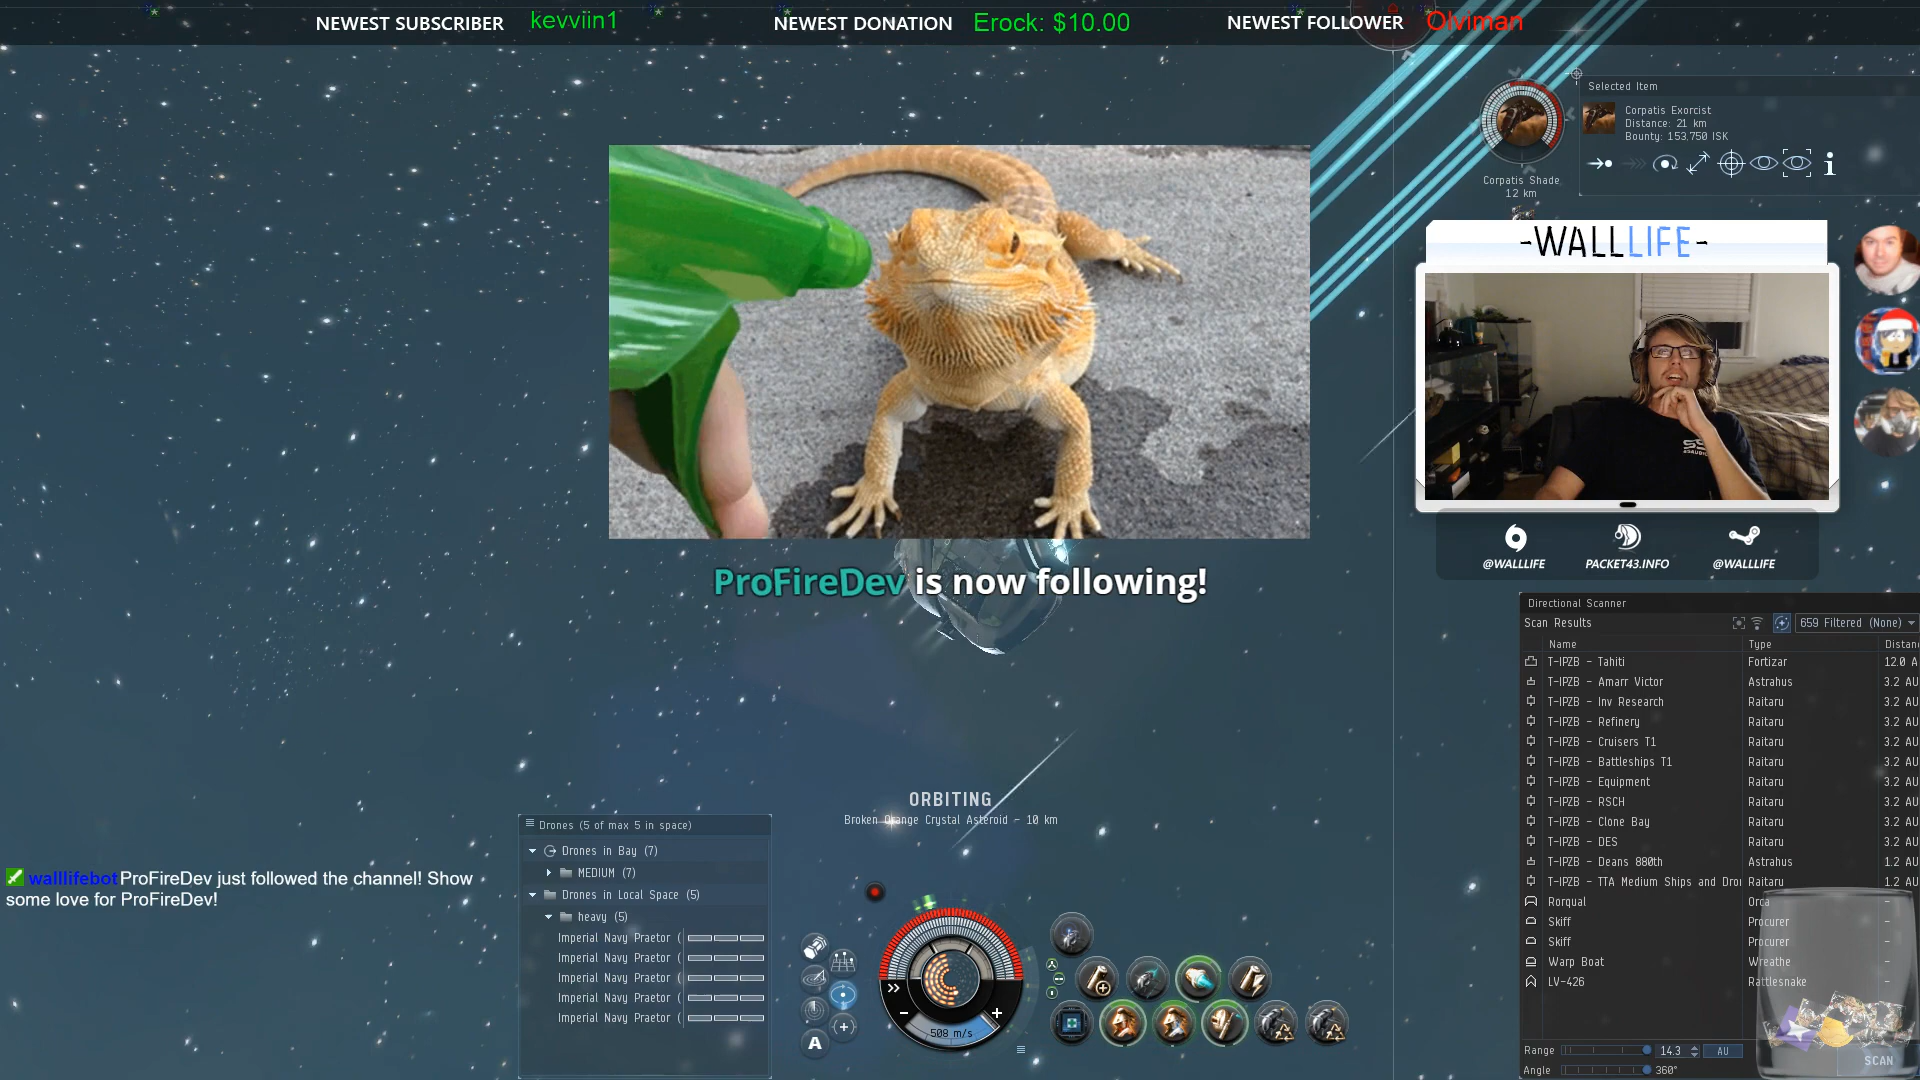 NEWEST SUBSCRIBER kevviin1 NEWEST DONATION Erock: $10.00 NEWEST FOLLOWER Olviman
Selected Item
Corpatis Exorcist
Distance: 21 km
Bounty: 153,750 ISK
Corpatis Shade
12 km
-WALLLIFE-
@WALLLIFE PACKET43.INFO @WALLLIFE
ProFireDev is now following!
Directional Scanner
Scan Results 659 Filtered (None)
Name Type
T-IPZB - Tahiti Fortizar 12.0 A
T-IPZB - Amarr Victor Astrahus 3.2 AU
T-IPZB - Inv Research Raitaru 3.2 AU
T-IPZB - Refinery Raitaru 3.2 AU
T-IPZB - Cruisers T1 Raitaru 3.2 AU
T-IPZB - Battleships T1 Raitaru 3.2 AU
T-IPZB - Equipment Raitaru 3.2 AU
T-IPZB - RSCH Raitaru 3.2 AU
T-IPZB - Clone Bay Raitaru 3.2 AU
T-IPZB - DES Raitaru 3.2 AU
T-IPZB - Deans 880th Astrahus 1.2 AU
T-IPZB - TTA Medium Ships and Dro Raitaru 1.2 AU
Rorqual Orca -
Skiff Procurer -
Skiff Procurer -
Warp Boat Wreathe -
LV-426 Rattlesnake -
Range 14.3 AU
Angle 360°
SCAN
ORBITING
Broken Orange Crystal Asteroid - 10 km
Drones (5 of max 5 in space)
Drones in Bay (7)
MEDIUM (7)
Drones in Local Space (5)
heavy (5)
Imperial Navy Praetor (
Imperial Navy Praetor (
Imperial Navy Praetor (
Imperial Navy Praetor (
Imperial Navy Praetor (
walllifebot ProFireDev just followed the channel! Show
some love for ProFireDev!
508 m/s
A